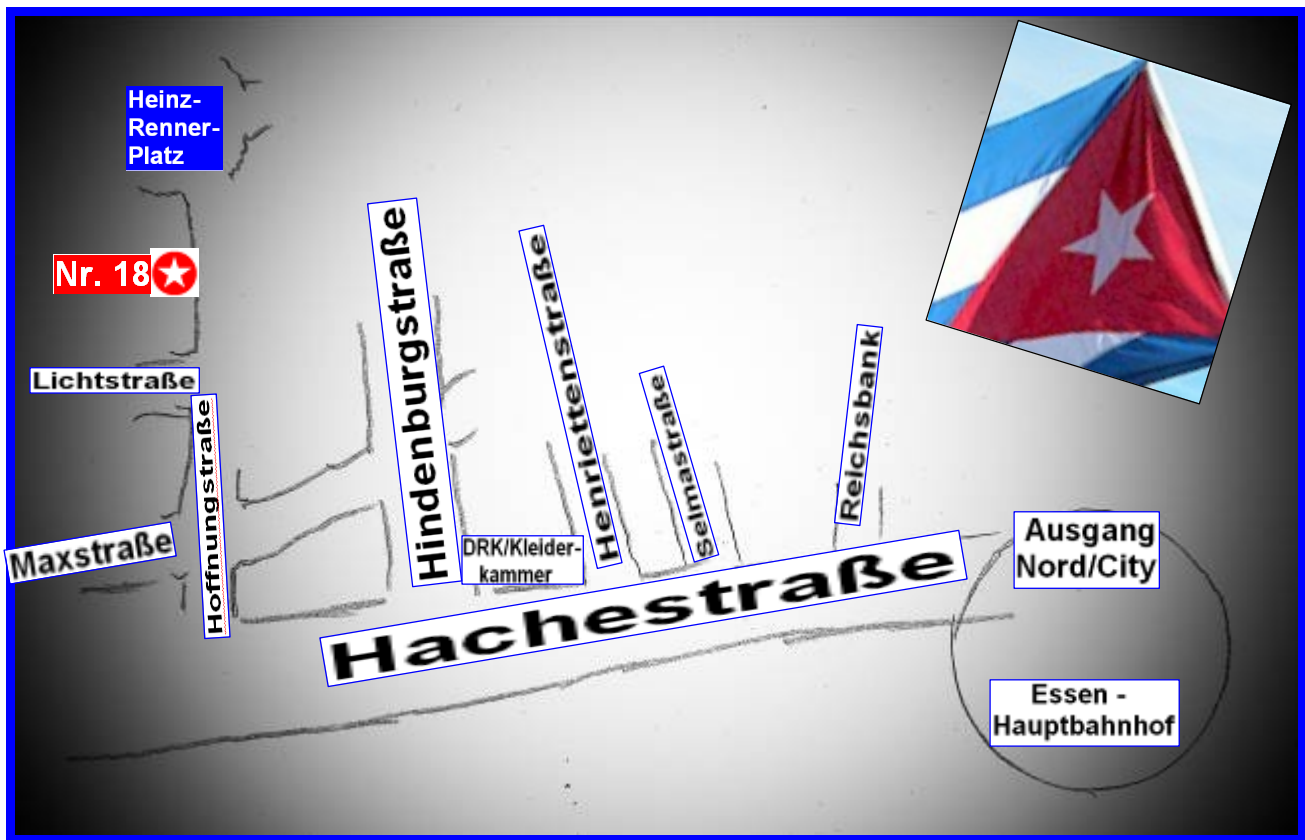 Heinz-
Renner-
Platz
Nr. 18
Lichtstraße
Hoffnungstraße
Maxstraße
Hindenburgstraße
Henriettenstraße
Selmastraße
Reichsbank
DRK/Kleider-
kammer
Hachestraße
Ausgang
Nord/City
Essen -
Hauptbahnhof